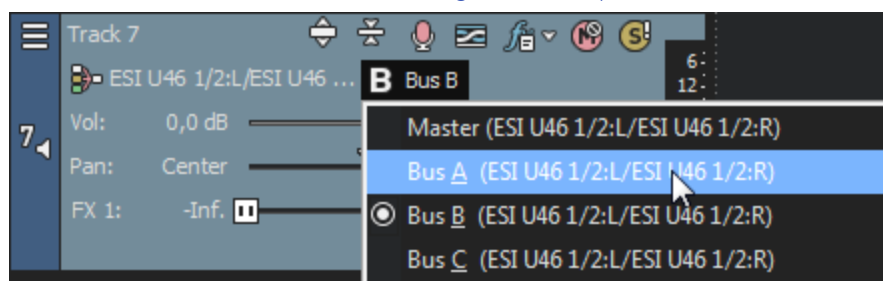 Track 7
ESI U46 1/2:L/ESI U46 ... B Bus B
6
12
7
Vol: 0,0 dB
Master (ESI U46 1/2:L/ESI U46 1/2:R)
Pan: Center
Bus A (ESI U46 1/2:L/ESI U46 1/2:R)
FX 1: -Inf.
Bus B (ESI U46 1/2:L/ESI U46 1/2:R)
Bus C (ESI U46 1/2:L/ESI U46 1/2:R)